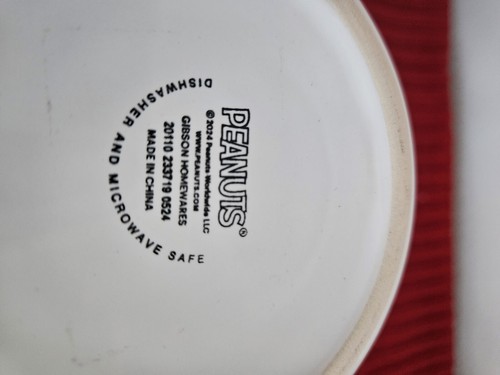 PEANUTS®
© 2024 Peanuts Worldwide LLC
WWW.PEANUTS.COM
GIBSON HOMEWARES
20110 233719 0524
MADE IN CHINA
DISHWASHER AND MICROWAVE SAFE